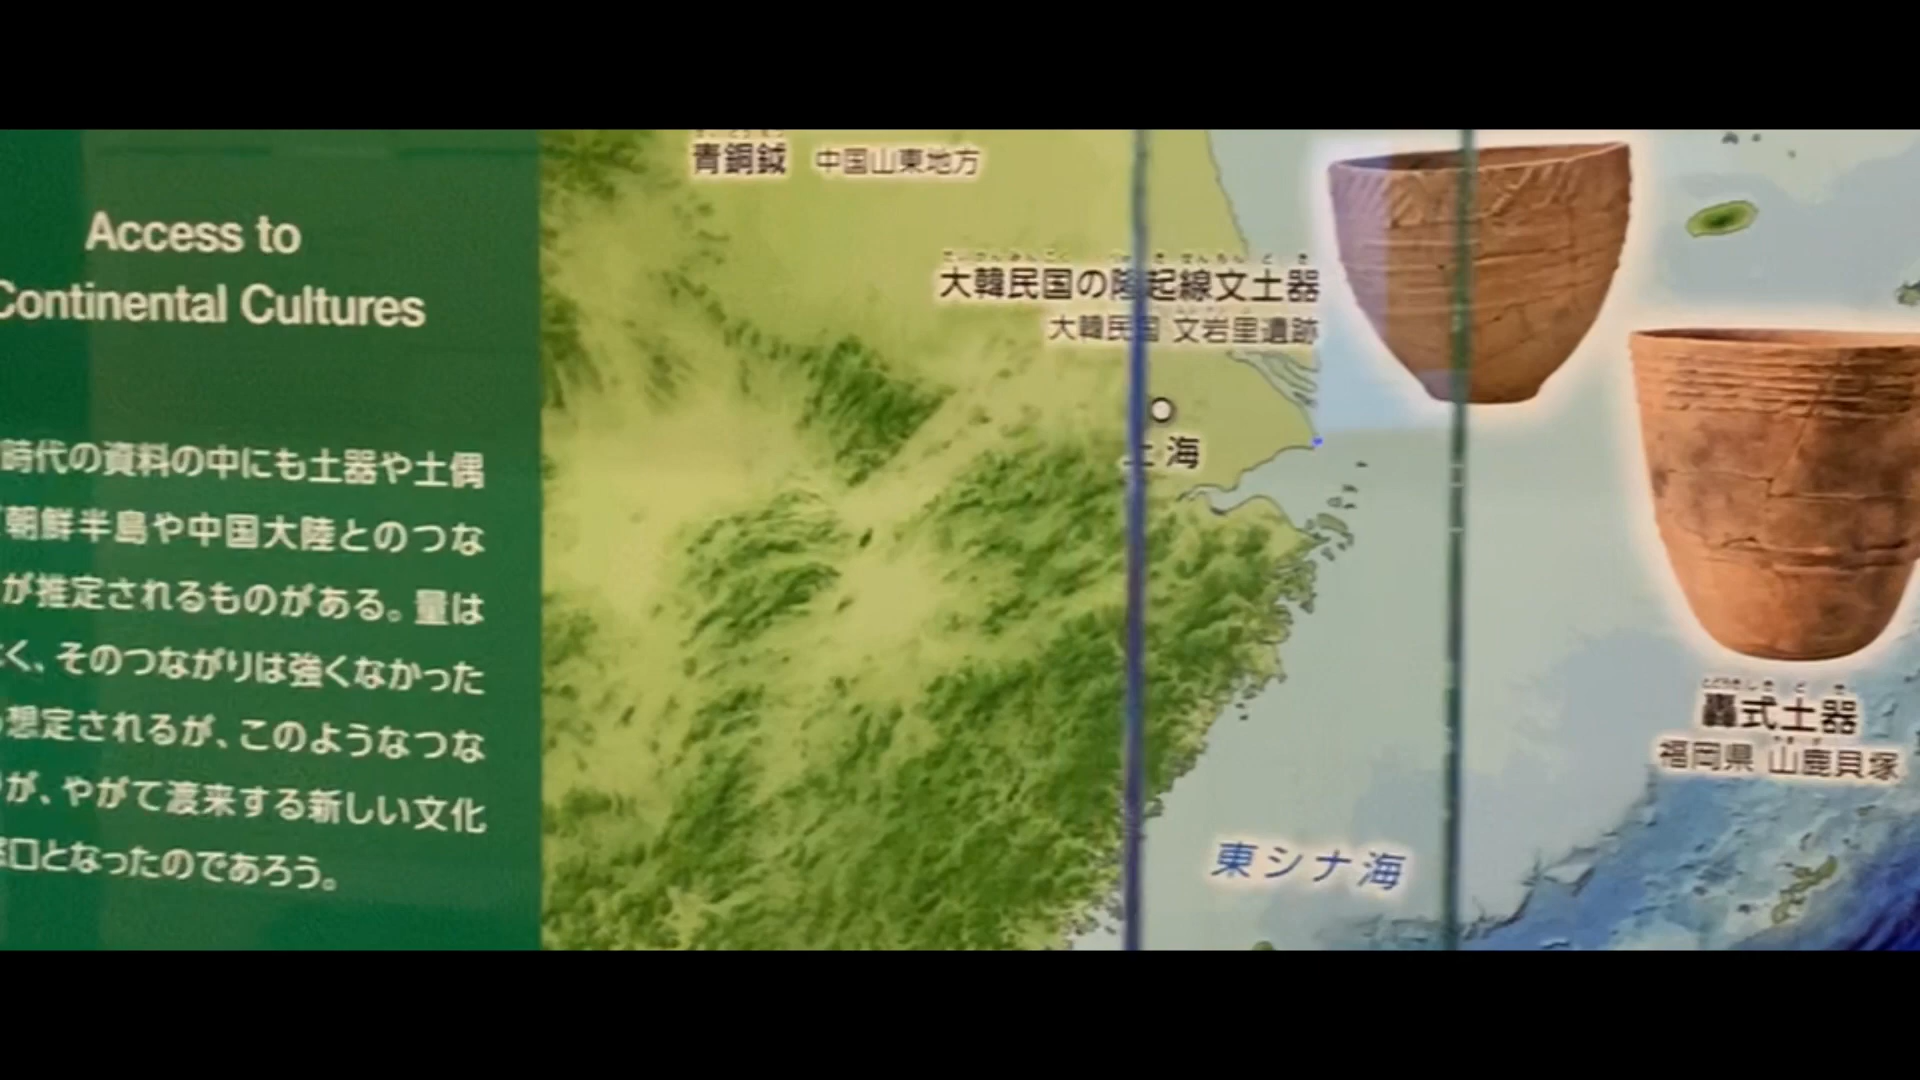 Access to
Continental Cultures
時代の資料の中にも土器や土偶
朝鮮半島や中国大陸とのつな
が推定されるものがある。量は
く、そのつながりは強くなかった
想定されるが、このようなつな
が、やがて渡来する新しい文化
口となったのであろう。
青銅鉞 中国山東地方
大韓民国の隆起線文土器
大韓民国 文岩里遺跡
上海
轟式土器
福岡県 山鹿貝塚
東シナ海